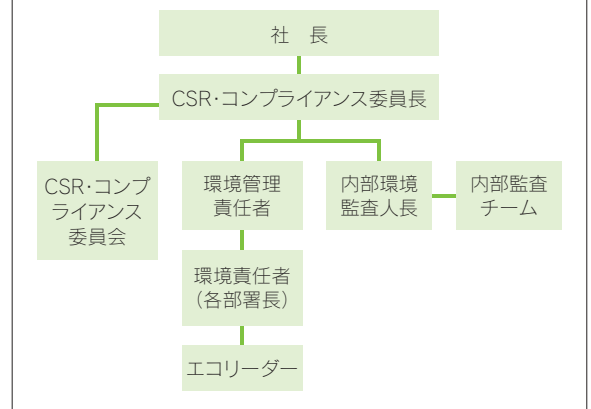 社　長
CSR・コンプライアンス委員長
CSR・コンプ
ライアンス
委員会
環境管理
責任者
内部環境
監査人長
内部監査
チーム
環境責任者
（各部署長）
エコリーダー